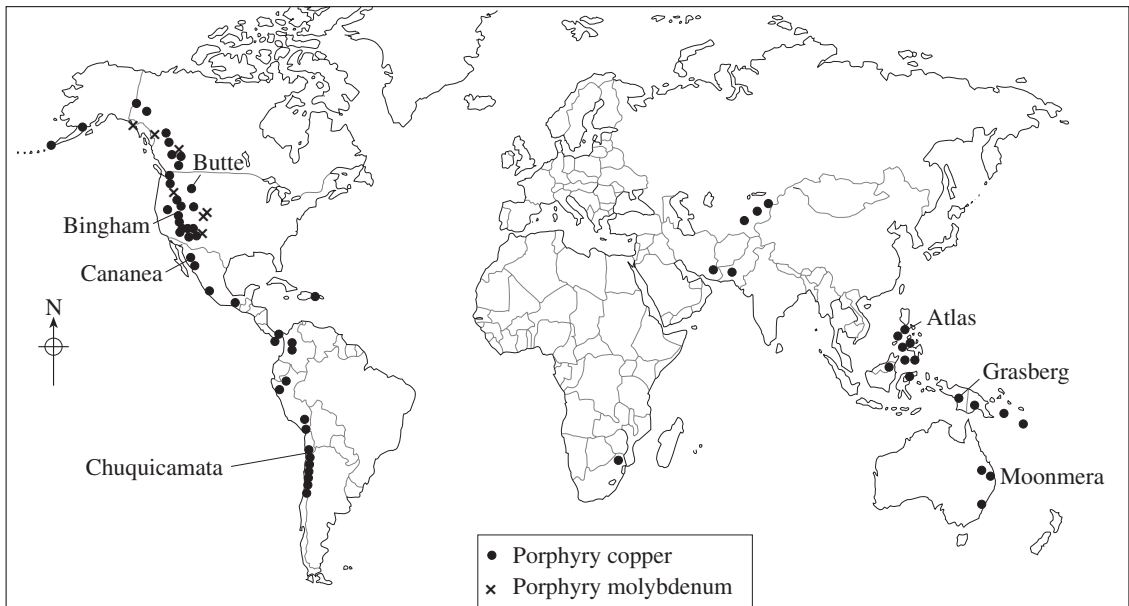 Butte
Bingham
Cananea
N
Atlas
Grasberg
Chuquicamata
Moonmera
Porphyry copper
Porphyry molybdenum